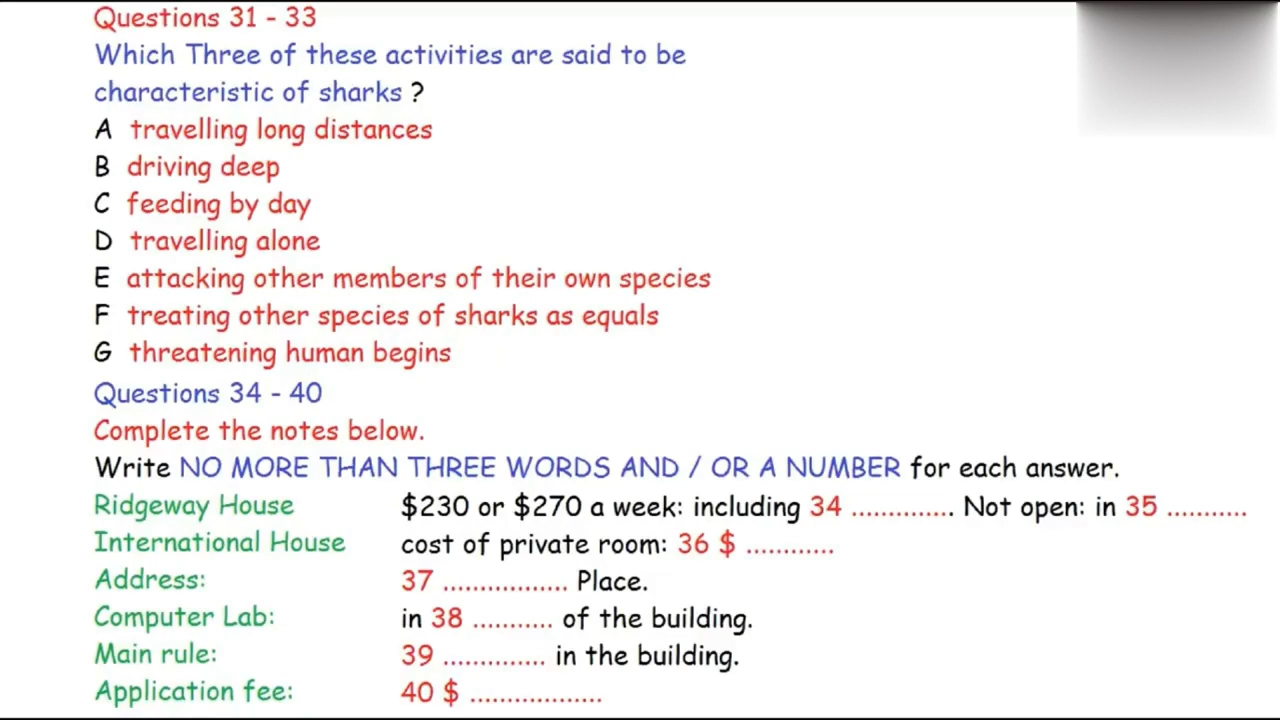 Questions 31 - 33
Which Three of these activities are said to be
characteristic of sharks ?
A travelling long distances
B driving deep
C feeding by day
D travelling alone
E attacking other members of their own species
F treating other species of sharks as equals
G threatening human begins
Questions 34 - 40
Complete the notes below.
Write NO MORE THAN THREE WORDS AND / OR A NUMBER for each answer.
Ridgeway House $230 or $270 a week: including 34 .............. Not open: in 35 ...........
International House cost of private room: 36 $ ............
Address: 37 ................. Place.
Computer Lab: in 38 ........... of the building.
Main rule: 39 .............. in the building.
Application fee: 40 $ ..................